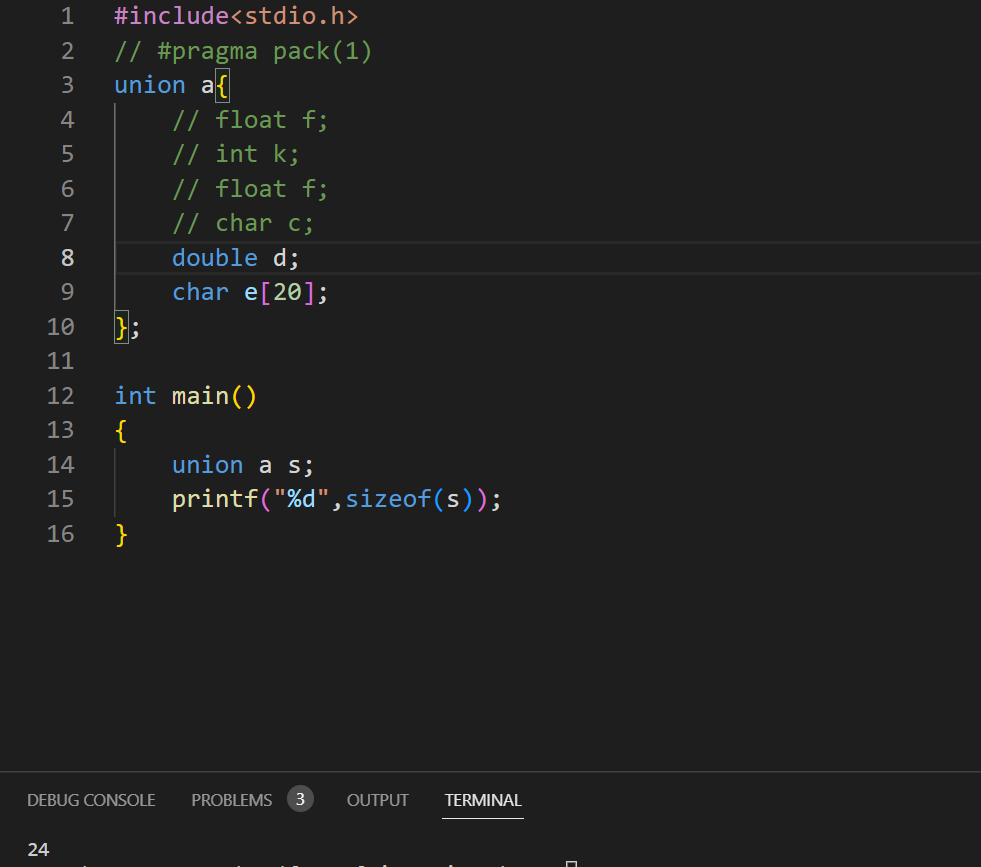 1 #include<stdio.h>
2 // #pragma pack(1)
3 union a{
4 // float f;
5 // int k;
6 // float f;
7 // char c;
8 double d;
9 char e[20];
10 };
11
12 int main()
13 {
14 union a s;
15 printf("%d",sizeof(s));
16 }
DEBUG CONSOLE PROBLEMS 3 OUTPUT TERMINAL
24